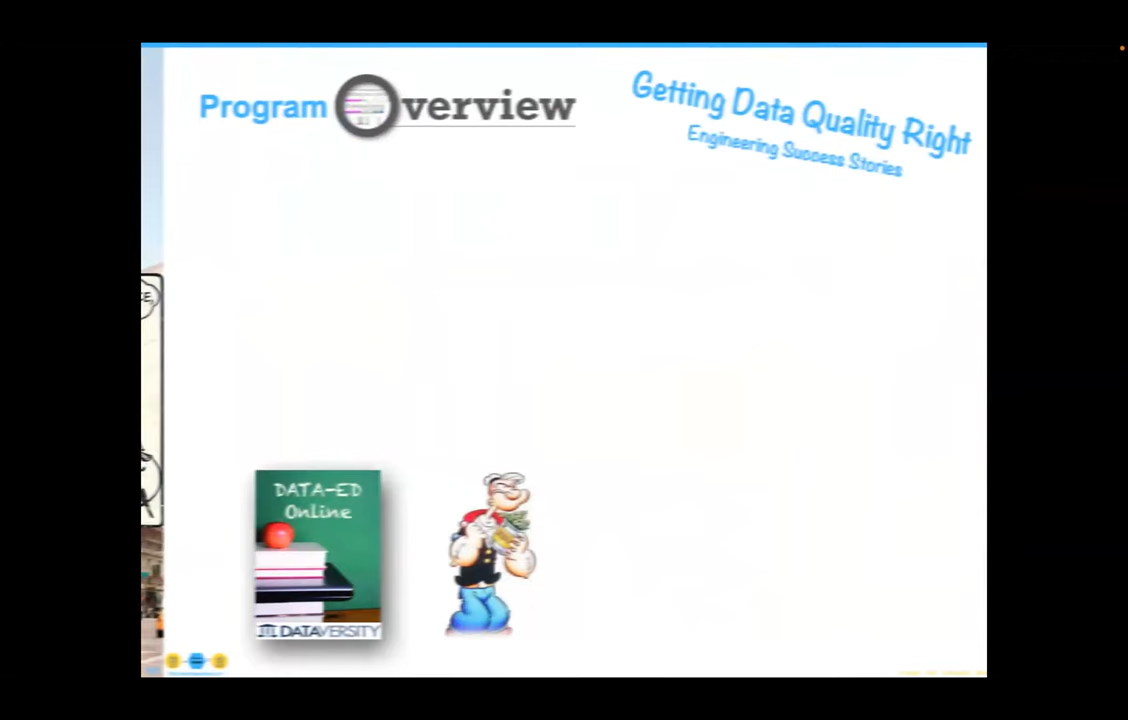 Program Overview
Getting Data Quality Right
Engineering Success Stories
DATA-ED
Online
DATAVERSITY